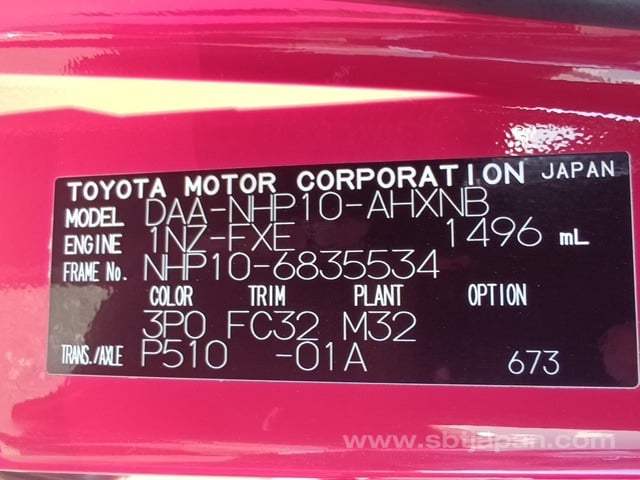 TOYOTA MOTOR CORPORATION JAPAN
MODEL DAA-NHP10-AHXNB
ENGINE 1NZ-FXE 1496 mL
FRAME No. NHP10-6835534
COLOR TRIM PLANT OPTION
3P0 FC32 M32
TRANS./AXLE P510 -01A 673
www.sbtjapan.com